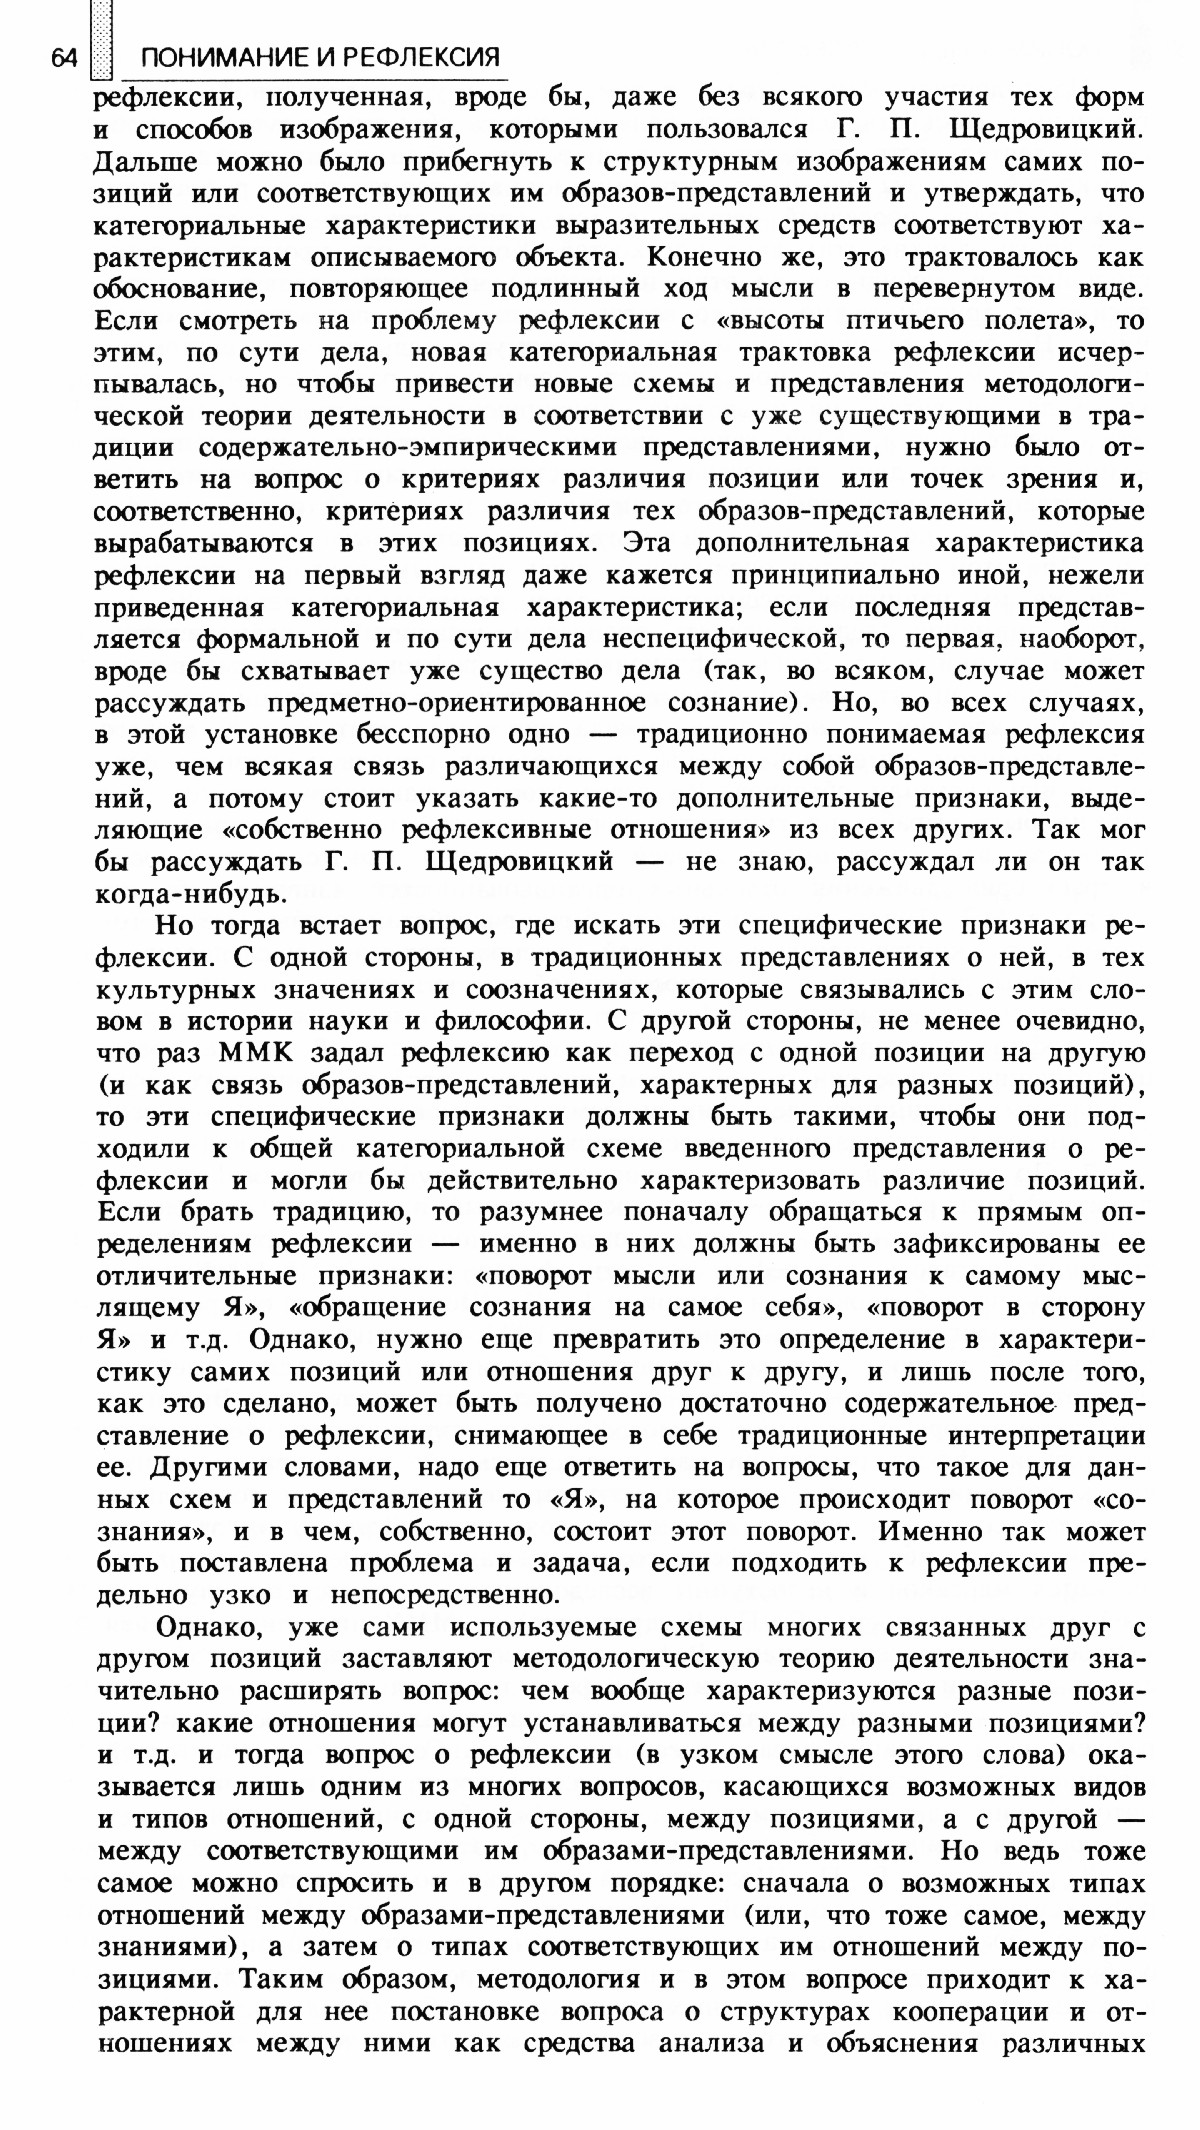 64 ПОНИМАНИЕ И РЕФЛЕКСИЯ
рефлексии, полученная, вроде бы, даже без всякого участия тех форм
и способов изображения, которыми пользовался Г. П. Щедровицкий.
Дальше можно было прибегнуть к структурным изображениям самих по-
зиций или соответствующих им образов-представлений и утверждать, что
категориальные характеристики выразительных средств соответствуют ха-
рактеристикам описываемого объекта. Конечно же, это трактовалось как
обоснование, повторяющее подлинный ход мысли в перевернутом виде.
Если смотреть на проблему рефлексии с «высоты птичьего полета», то
этим, по сути дела, новая категориальная трактовка рефлексии исчер-
пывалась, но чтобы привести новые схемы и представления методологи-
ческой теории деятельности в соответствии с уже существующими в тра-
диции содержательно-эмпирическими представлениями, нужно было от-
ветить на вопрос о критериях различия позиции или точек зрения и,
соответственно, критериях различия тех образов-представлений, которые
вырабатываются в этих позициях. Эта дополнительная характеристика
рефлексии на первый взгляд даже кажется принципиально иной, нежели
приведенная категориальная характеристика; если последняя представ-
ляется формальной и по сути дела неспецифической, то первая, наоборот,
вроде бы схватывает уже существо дела (так, во всяком, случае может
рассуждать предметно-ориентированное сознание). Но, во всех случаях,
в этой установке бесспорно одно — традиционно понимаемая рефлексия
уже, чем всякая связь различающихся между собой образов-представле-
ний, а потому стоит указать какие-то дополнительные признаки, выде-
ляющие «собственно рефлексивные отношения» из всех других. Так мог
бы рассуждать Г. П. Щедровицкий — не знаю, рассуждал ли он так
когда-нибудь.
Но тогда встает вопрос, где искать эти специфические признаки ре-
флексии. С одной стороны, в традиционных представлениях о ней, в тех
культурных значениях и соозначениях, которые связывались с этим сло-
вом в истории науки и философии. С другой стороны, не менее очевидно,
что раз ММК задал рефлексию как переход с одной позиции на другую
(и как связь образов-представлений, характерных для разных позиций),
то эти специфические признаки должны быть такими, чтобы они под-
ходили к общей категориальной схеме введенного представления о ре-
флексии и могли бы действительно характеризовать различие позиций.
Если брать традицию, то разумнее поначалу обращаться к прямым оп-
ределениям рефлексии — именно в них должны быть зафиксированы ее
отличительные признаки: «поворот мысли или сознания к самому мыс-
лящему Я», «обращение сознания на самое себя», «поворот в сторону
Я» и т.д. Однако, нужно еще превратить это определение в характери-
стику самих позиций или отношения друг к другу, и лишь после того,
как это сделано, может быть получено достаточно содержательное пред-
ставление о рефлексии, снимающее в себе традиционные интерпретации
ее. Другими словами, надо еще ответить на вопросы, что такое для дан-
ных схем и представлений то «Я», на которое происходит поворот «со-
знания», и в чем, собственно, состоит этот поворот. Именно так может
быть поставлена проблема и задача, если подходить к рефлексии пре-
дельно узко и непосредственно.
Однако, уже сами используемые схемы многих связанных друг с
другом позиций заставляют методологическую теорию деятельности зна-
чительно расширять вопрос: чем вообще характеризуются разные пози-
ции? какие отношения могут устанавливаться между разными позициями?
и т.д. и тогда вопрос о рефлексии (в узком смысле этого слова) ока-
зывается лишь одним из многих вопросов, касающихся возможных видов
и типов отношений, с одной стороны, между позициями, а с другой —
между соответствующими им образами-представлениями. Но ведь тоже
самое можно спросить и в другом порядке: сначала о возможных типах
отношений между образами-представлениями (или, что тоже самое, между
знаниями), а затем о типах соответствующих им отношений между по-
зициями. Таким образом, методология и в этом вопросе приходит к ха-
рактерной для нее постановке вопроса о структурах кооперации и от-
ношениях между ними как средства анализа и объяснения различных